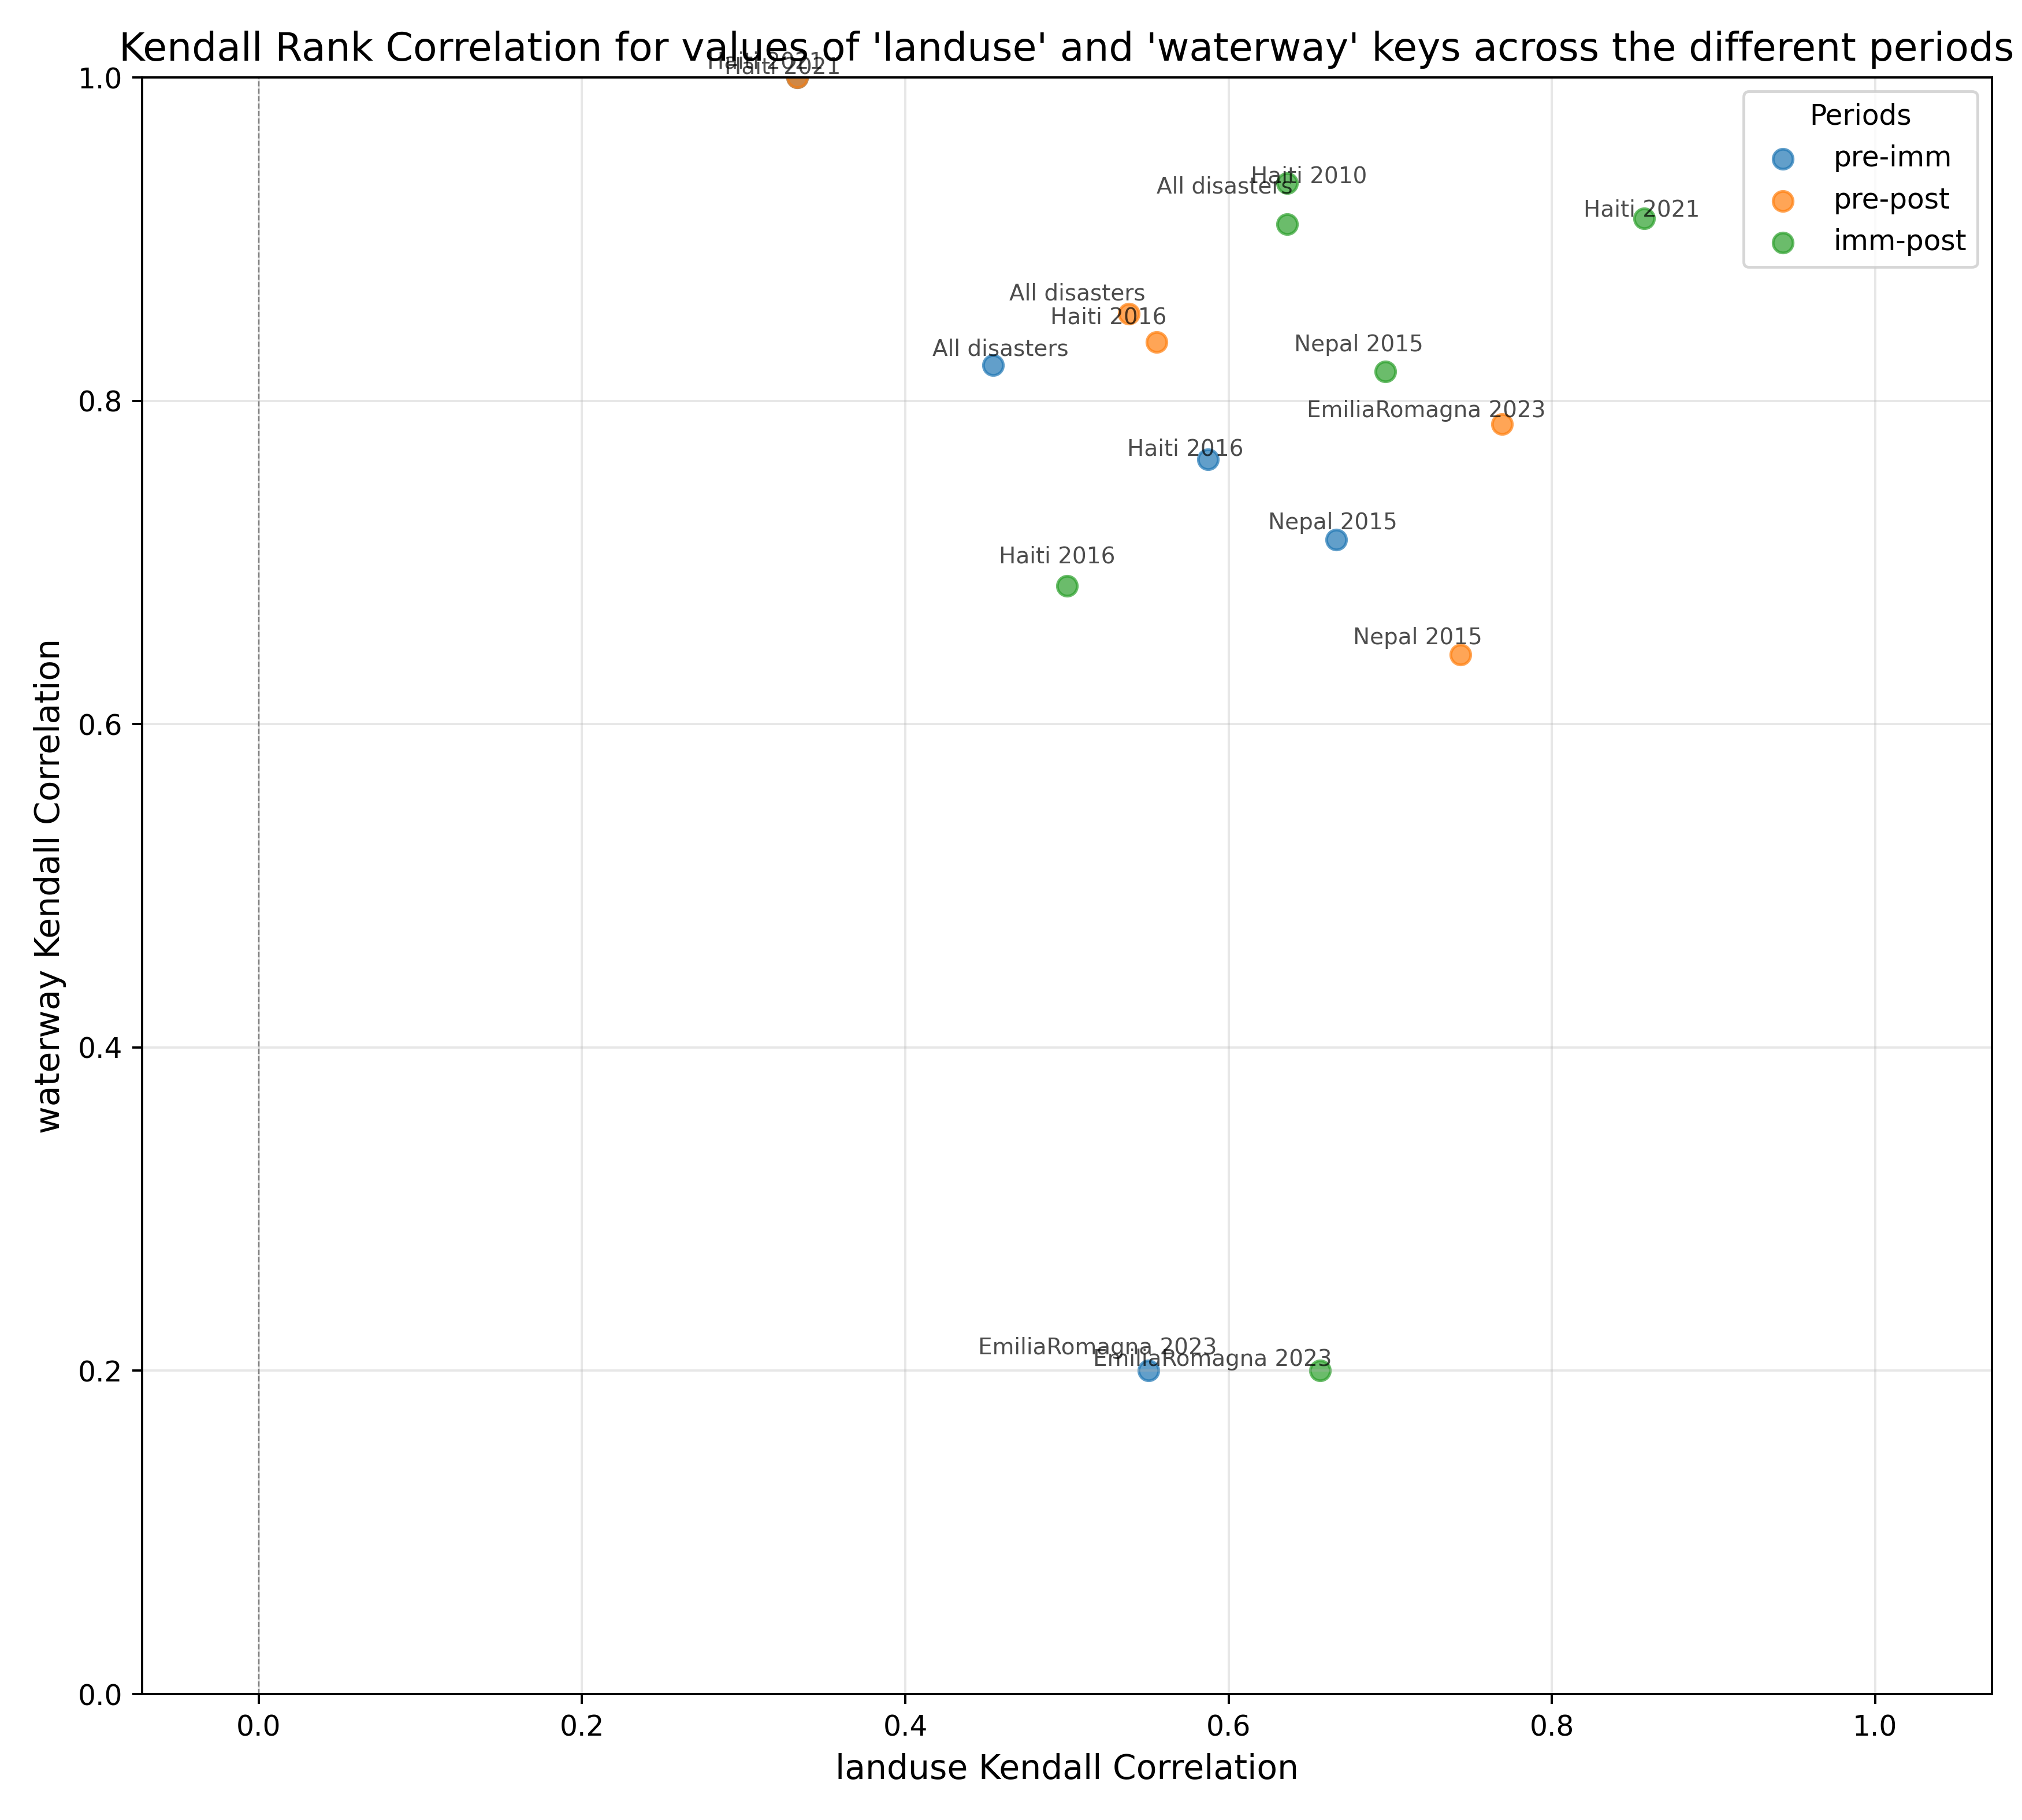 Kendall Rank Correlation for values of 'landuse' and 'waterway' keys across the different periods
Haiti 2021
Haiti 2021
1.0
Periods
pre-imm
pre-post
imm-post
Haiti 2010
All disasters
Haiti 2021
All disasters
Haiti 2016
Nepal 2015
All disasters
0.8
EmiliaRomagna 2023
Haiti 2016
Nepal 2015
Haiti 2016
Nepal 2015
0.6
waterway Kendall Correlation
0.4
EmiliaRomagna 2023
EmiliaRomagna 2023
0.2
0.0
0.0 0.2 0.4 0.6 0.8 1.0
landuse Kendall Correlation